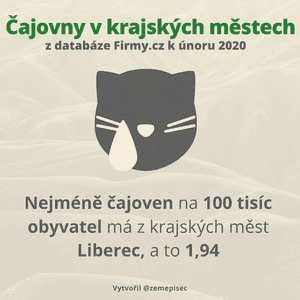 Čajovny v krajských městech
z databáze Firmy.cz k únoru 2020
Nejméně čajoven na 100 tisíc
obyvatel má z krajských měst
Liberec, a to 1,94
Vytvořil @zemepisec